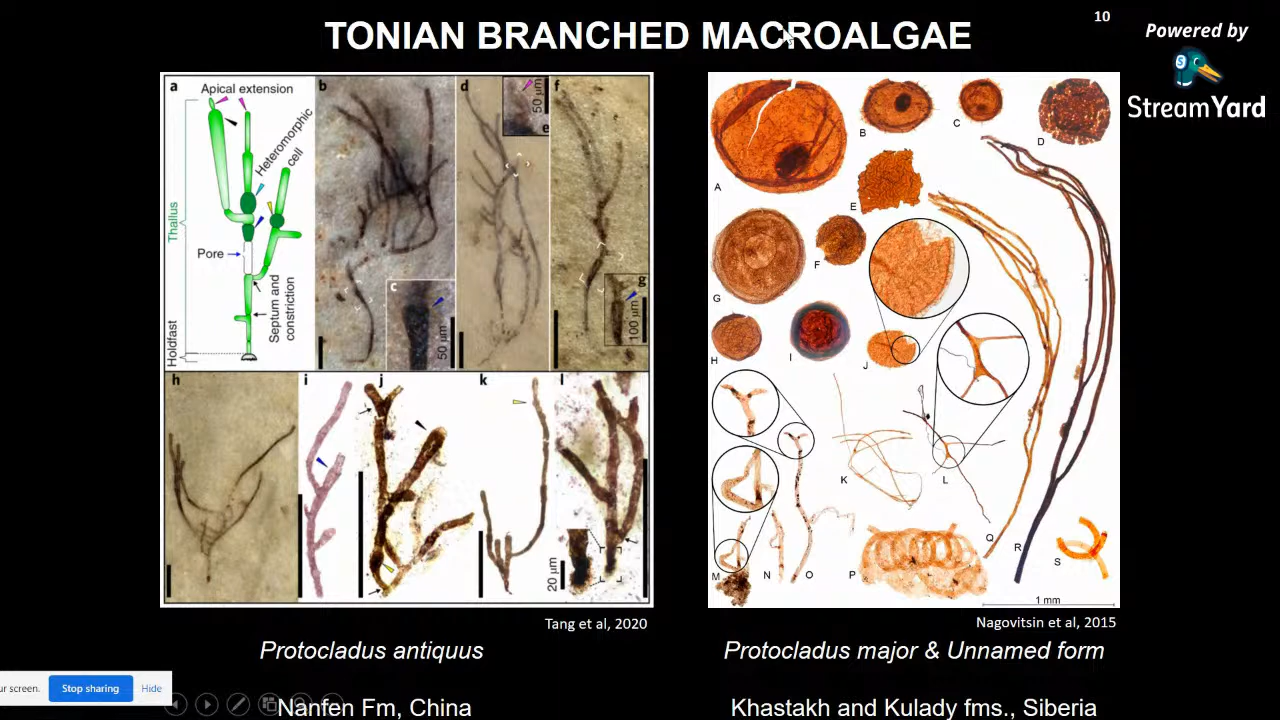 TONIAN BRANCHED MACROALGAE
10
Powered by
StreamYard
a
Apical extension
Heteromorphic
cell
Thallus
Pore
Septum and
constriction
Holdfast
b
c
50 µm
d
50 µm
e
f
g
100 µm
h
i
j
k
l
20 µm
A
B
C
D
E
F
G
H
I
J
K
L
M
N
O
P
Q
R
S
1 mm
Tang et al, 2020
Nagovitsin et al, 2015
Protocladus antiquus
Protocladus major & Unnamed form
ur screen.
Stop sharing
Hide
Nanfen Fm, China
Khastakh and Kulady fms., Siberia